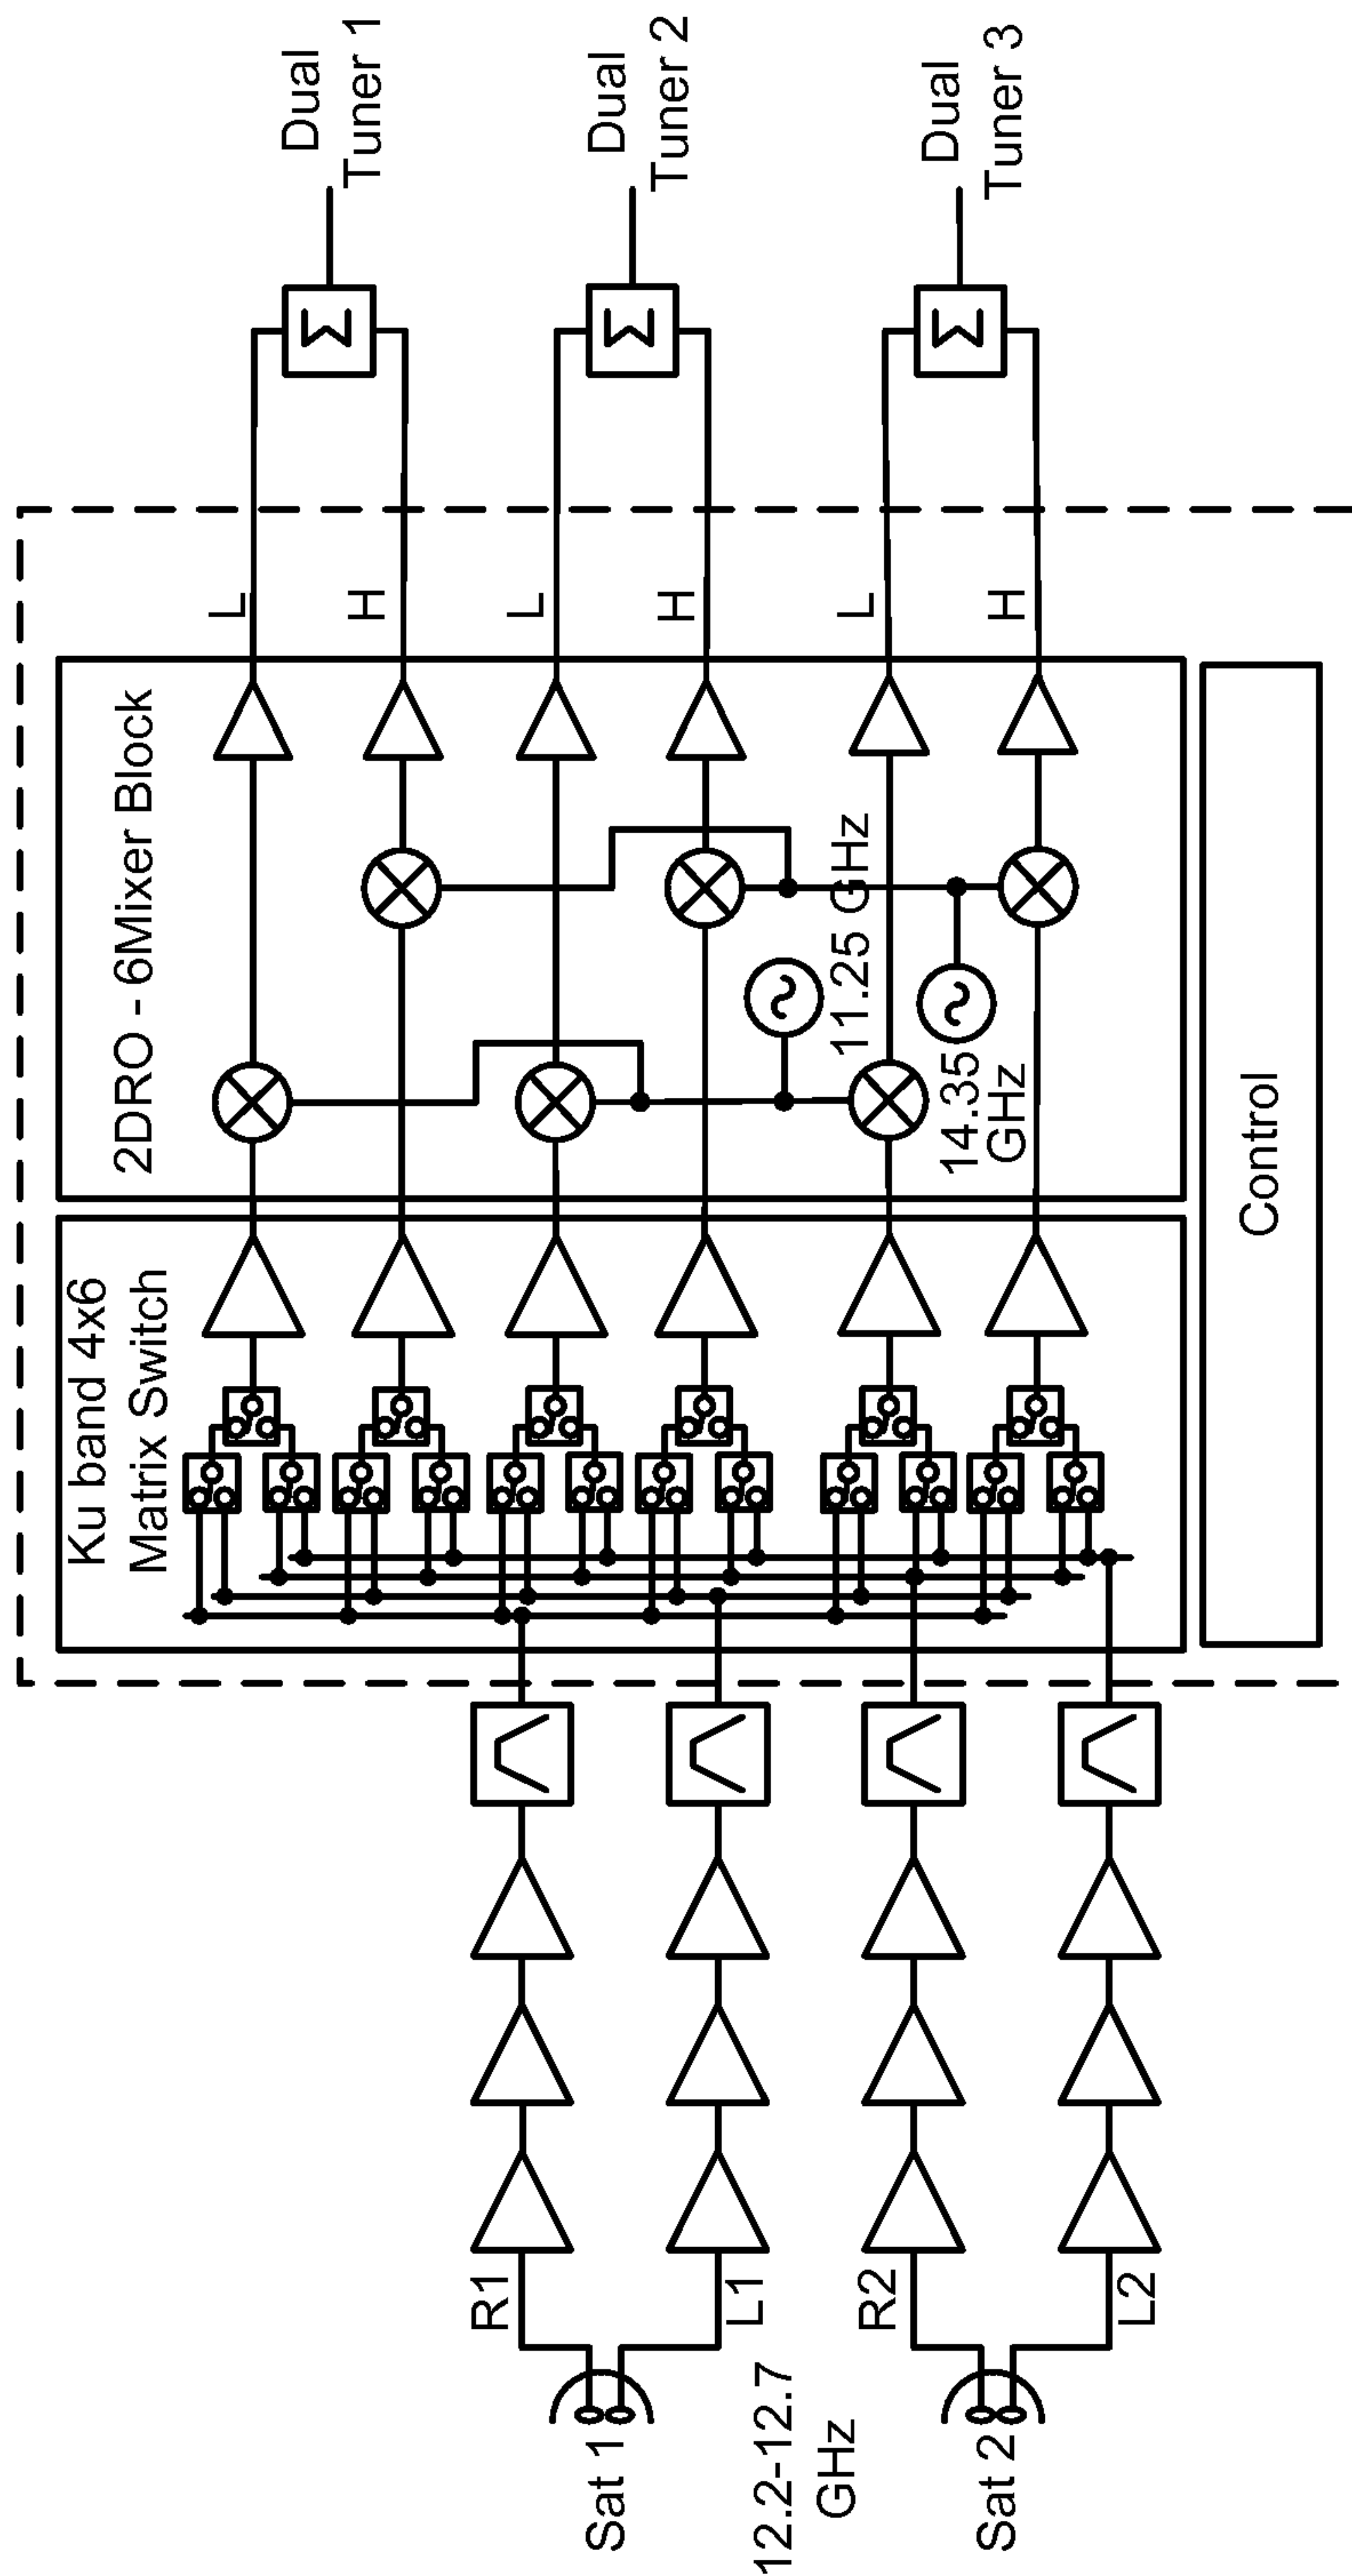 Sat 1
12.2-12.7
GHz
Sat 2
R1
L1
R2
L2
Ku band 4x6
Matrix Switch
2DRO - 6Mixer Block
11.25 GHz
14.35
GHz
Control
L
H
L
H
L
H
Σ
Σ
Σ
Dual
Tuner 1
Dual
Tuner 2
Dual
Tuner 3